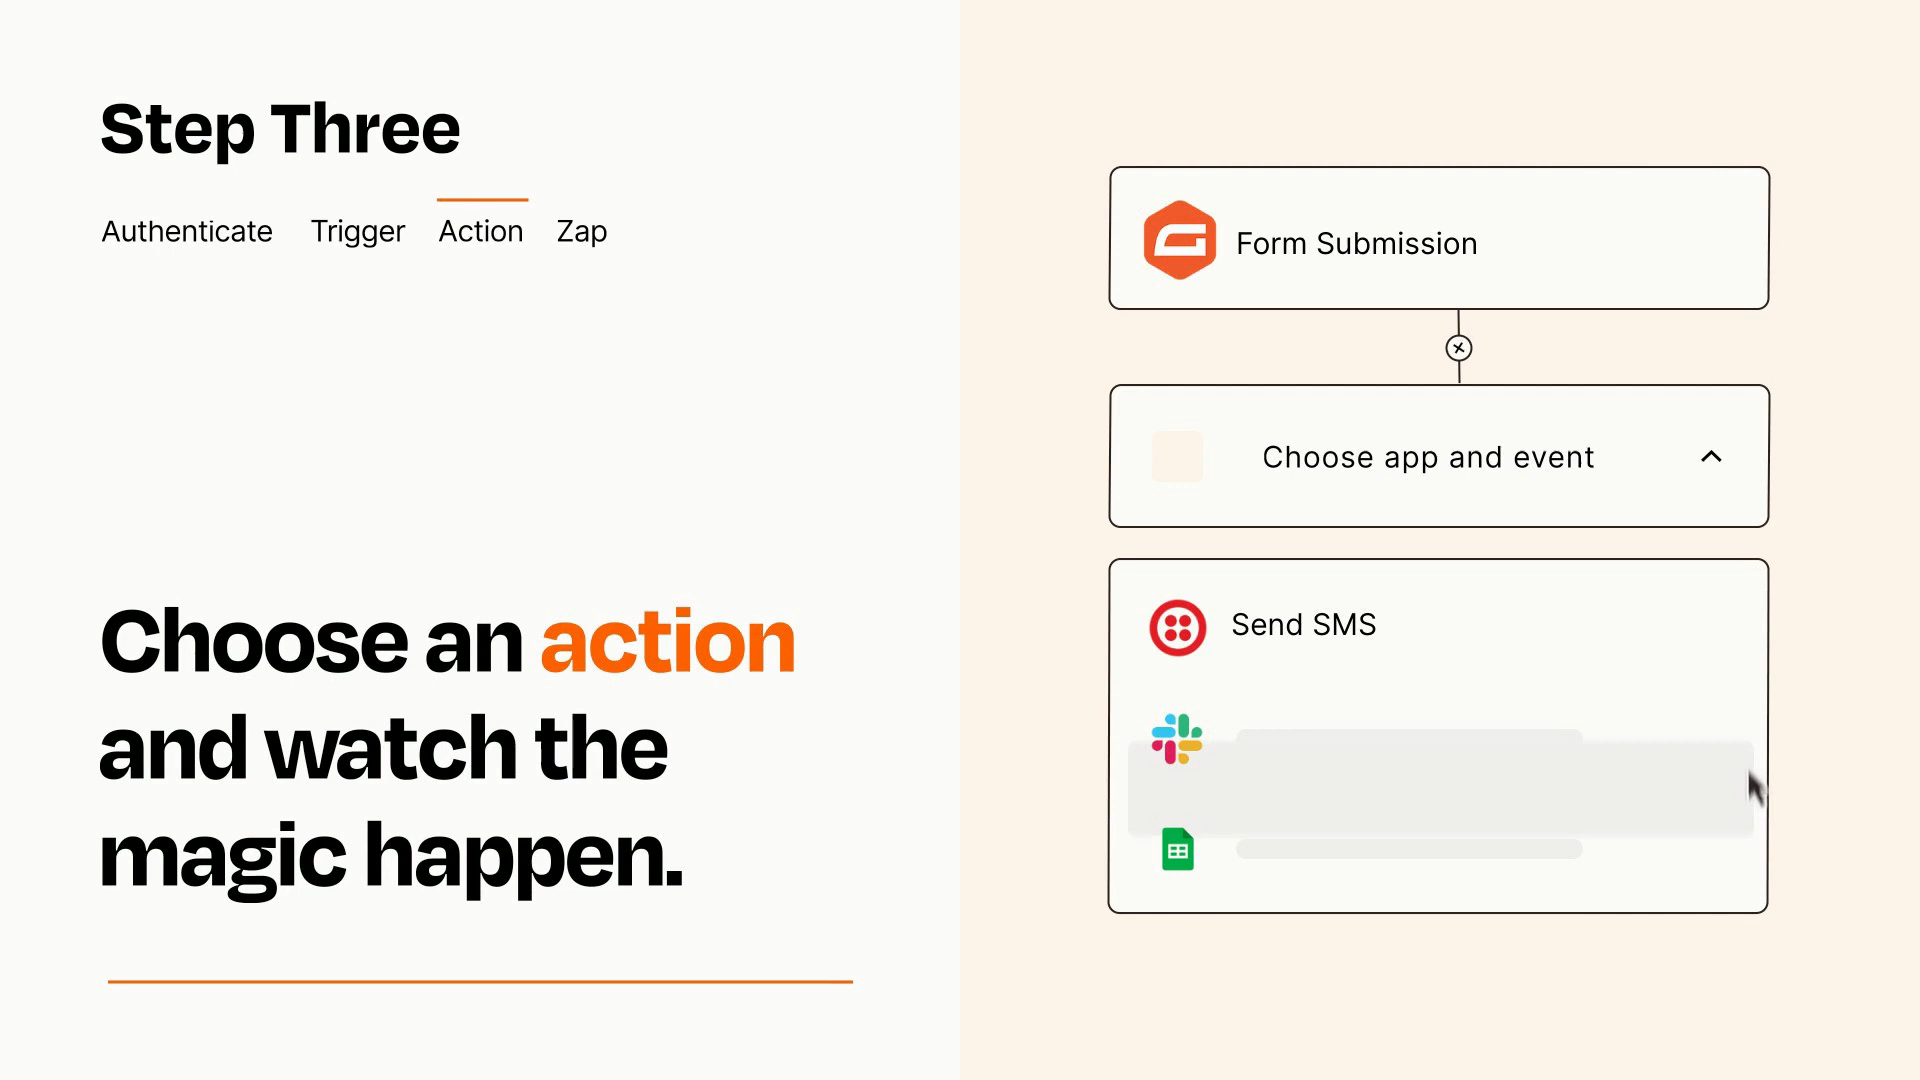 Step Three
Authenticate Trigger Action Zap
Choose an action
and watch the
magic happen.
Form Submission
Choose app and event
Send SMS